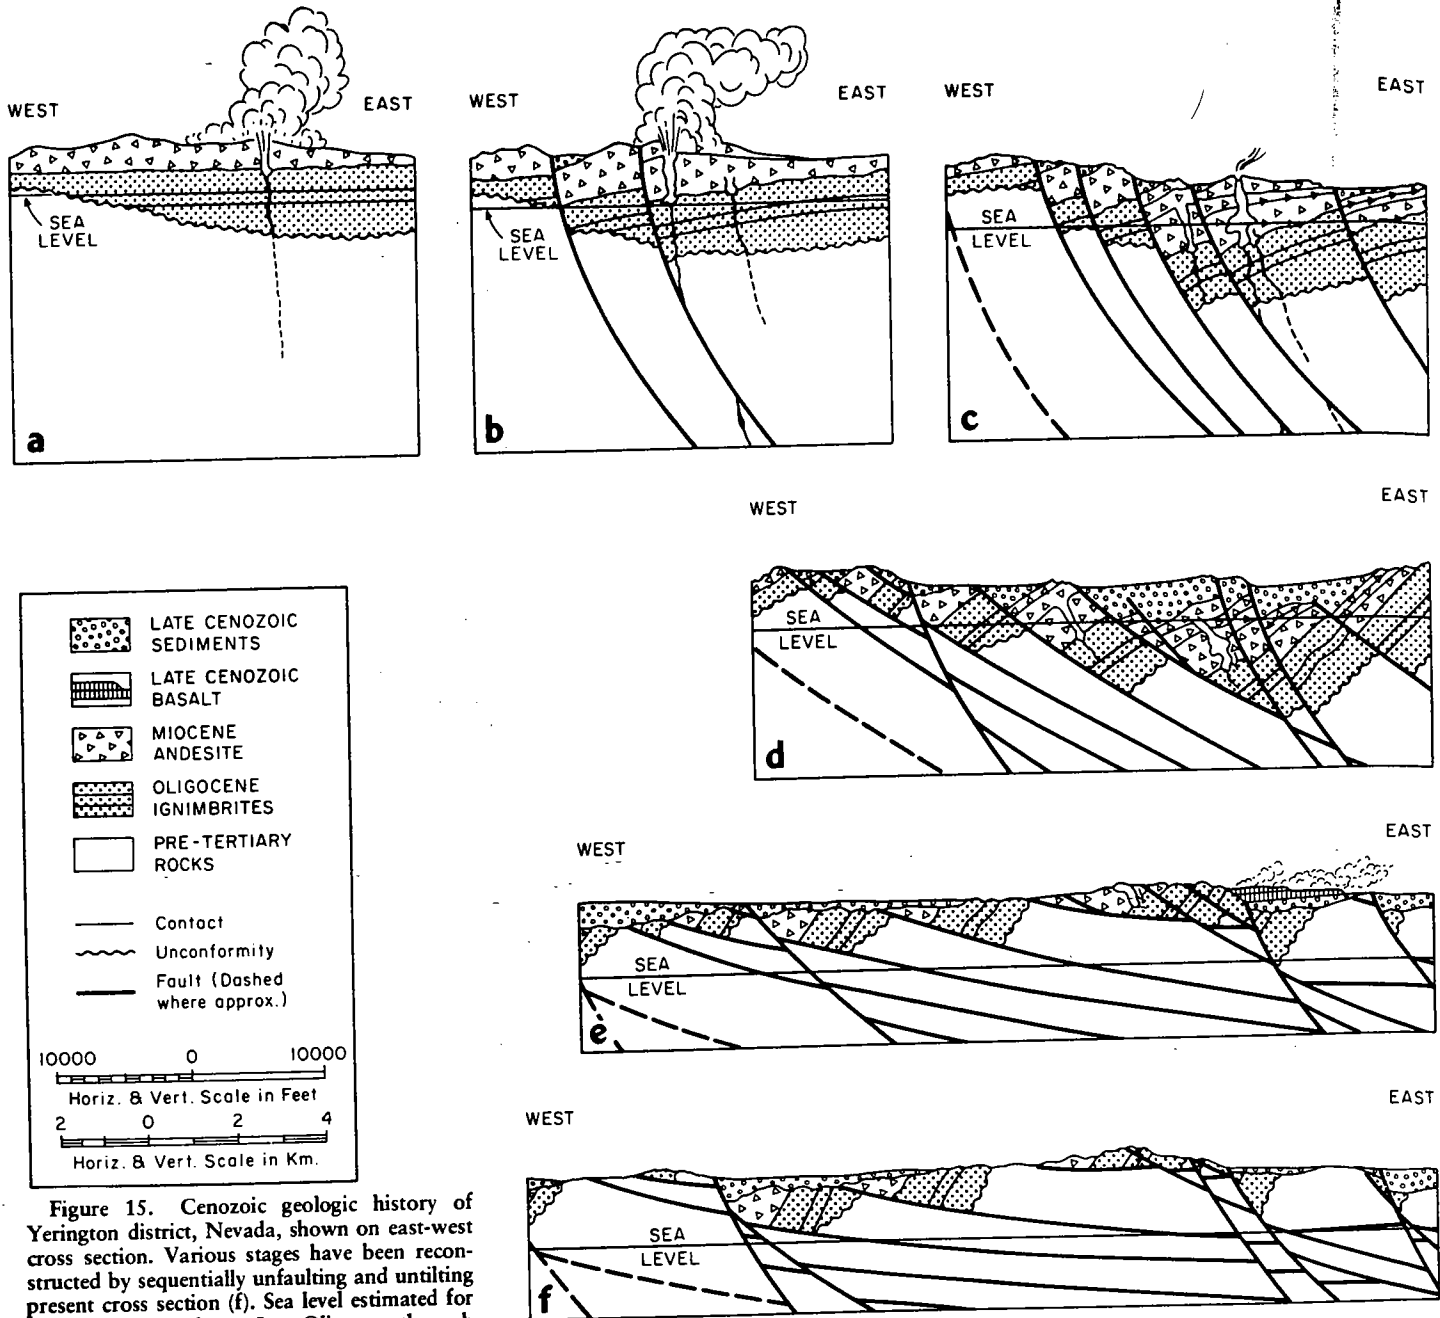 WEST
EAST
SEA
LEVEL
a
WEST
EAST
SEA
LEVEL
b
WEST
EAST
SEA
LEVEL
c
WEST
EAST
SEA
LEVEL
d
WEST
EAST
SEA
LEVEL
e
WEST
EAST
SEA
LEVEL
f
LATE CENOZOIC
SEDIMENTS
LATE CENOZOIC
BASALT
MIOCENE
ANDESITE
OLIGOCENE
IGNIMBRITES
PRE-TERTIARY
ROCKS
Contact
Unconformity
Fault (Dashed
where approx.)
10000 0 10000
Horiz. & Vert. Scale in Feet
2 0 2 4
Horiz. & Vert. Scale in Km.
Figure 15. Cenozoic geologic history of
Yerington district, Nevada, shown on east-west
cross section. Various stages have been recon-
structed by sequentially unfaulting and untilting
present cross section (f). Sea level estimated for